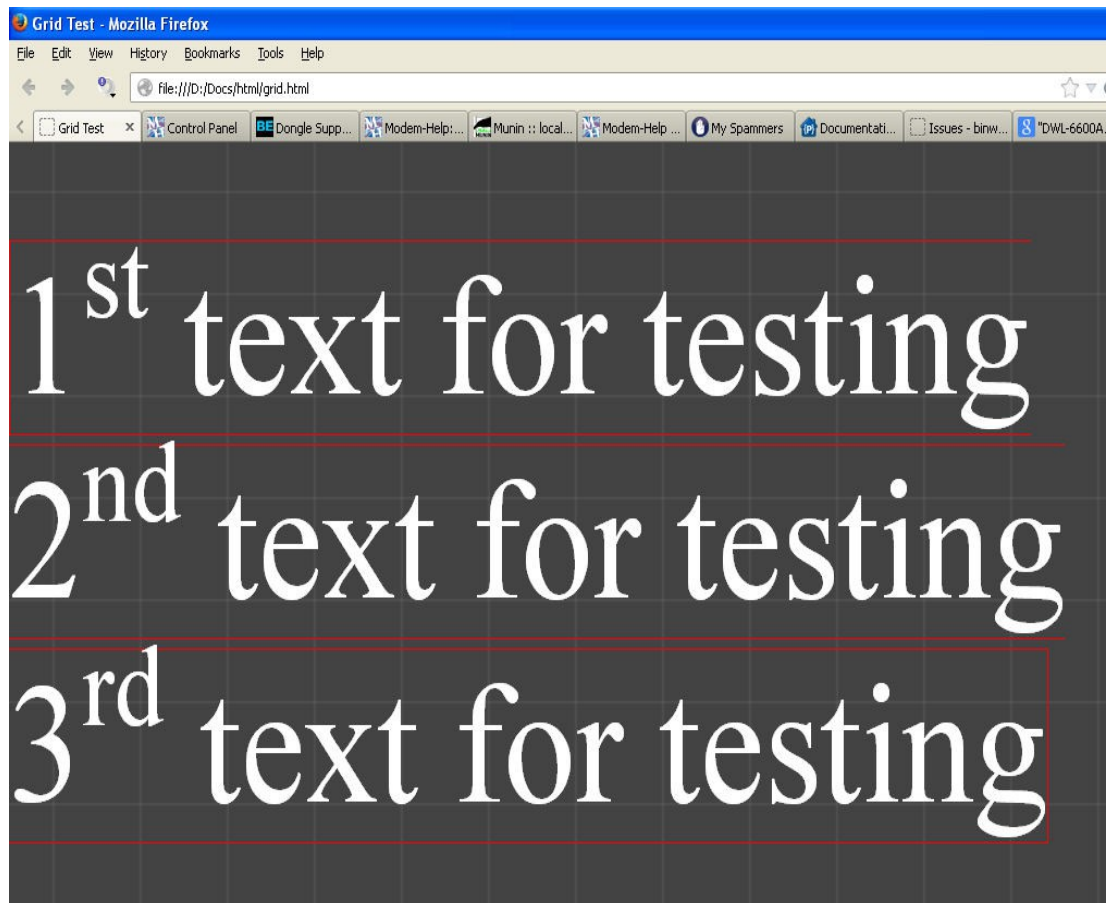 Grid Test - Mozilla Firefox
File Edit View History Bookmarks Tools Help
file:///D:/Docs/html/grid.html
Grid Test Control Panel BE Dongle Supp... Modem-Help:... Munin :: local... Modem-Help ... My Spammers Documentati... Issues - binw... 8 "DWL-6600A.
1st text for testing
2nd text for testing
3rd text for testing